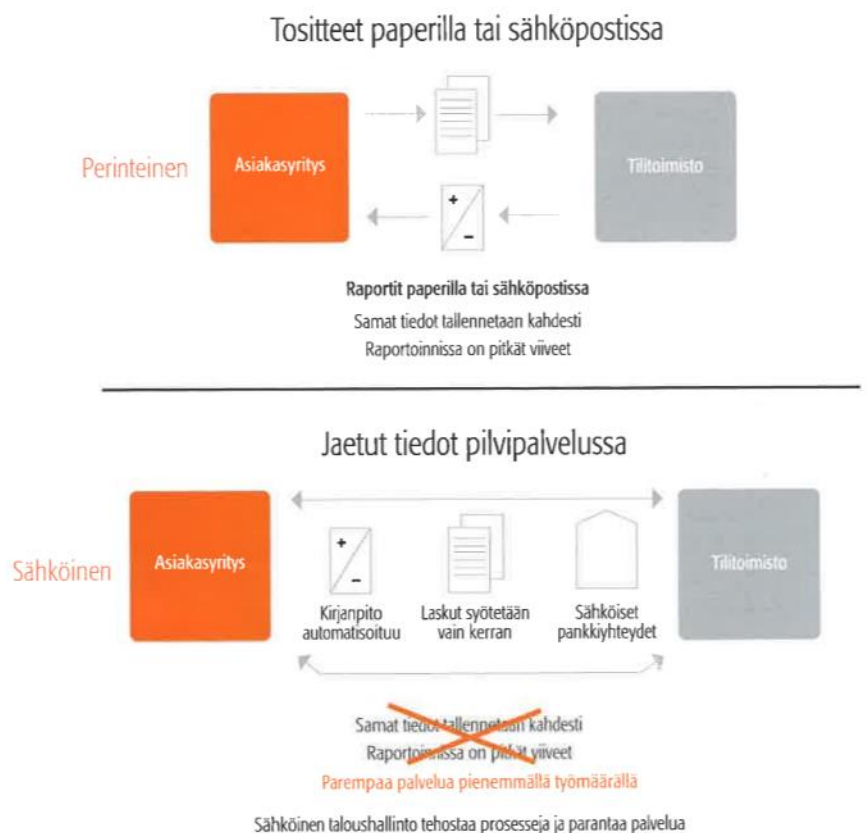 Tositteet paperilla tai sähköpostissa
Perinteinen
Asiakasyritys
Tilitoimisto
+
−
Raportit paperilla tai sähköpostissa
Samat tiedot tallennetaan kahdesti
Raportoinnissa on pitkät viiveet
Jaetut tiedot pilvipalvelussa
Sähköinen
Asiakasyritys
+
−
Kirjanpito
automatisoituu
Laskut syötetään
vain kerran
Sähköiset
pankkiyhteydet
Tilitoimisto
Samat tiedot tallennetaan kahdesti
Raportoinnissa on pitkät viiveet
Parempaa palvelua pienemmällä työmäärällä
Sähköinen taloushallinto tehostaa prosesseja ja parantaa palvelua